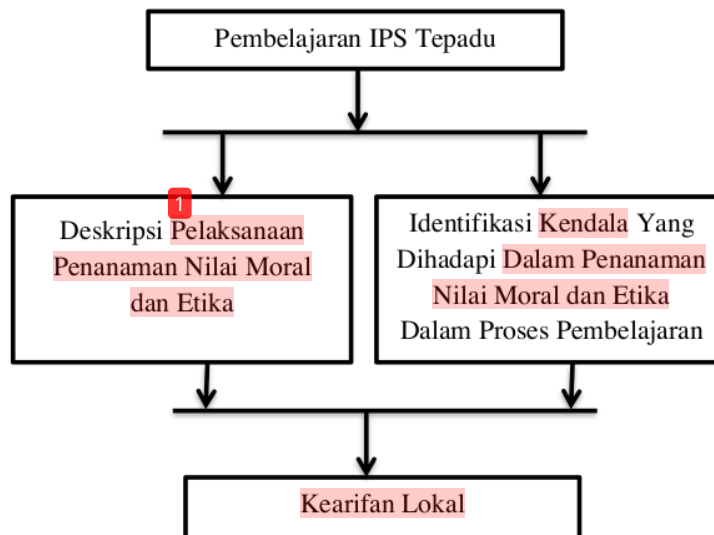 Pembelajaran IPS Tepadu
1
Deskripsi Pelaksanaan
Penanaman Nilai Moral
dan Etika
Identifikasi Kendala Yang
Dihadapi Dalam Penanaman
Nilai Moral dan Etika
Dalam Proses Pembelajaran
Kearifan Lokal